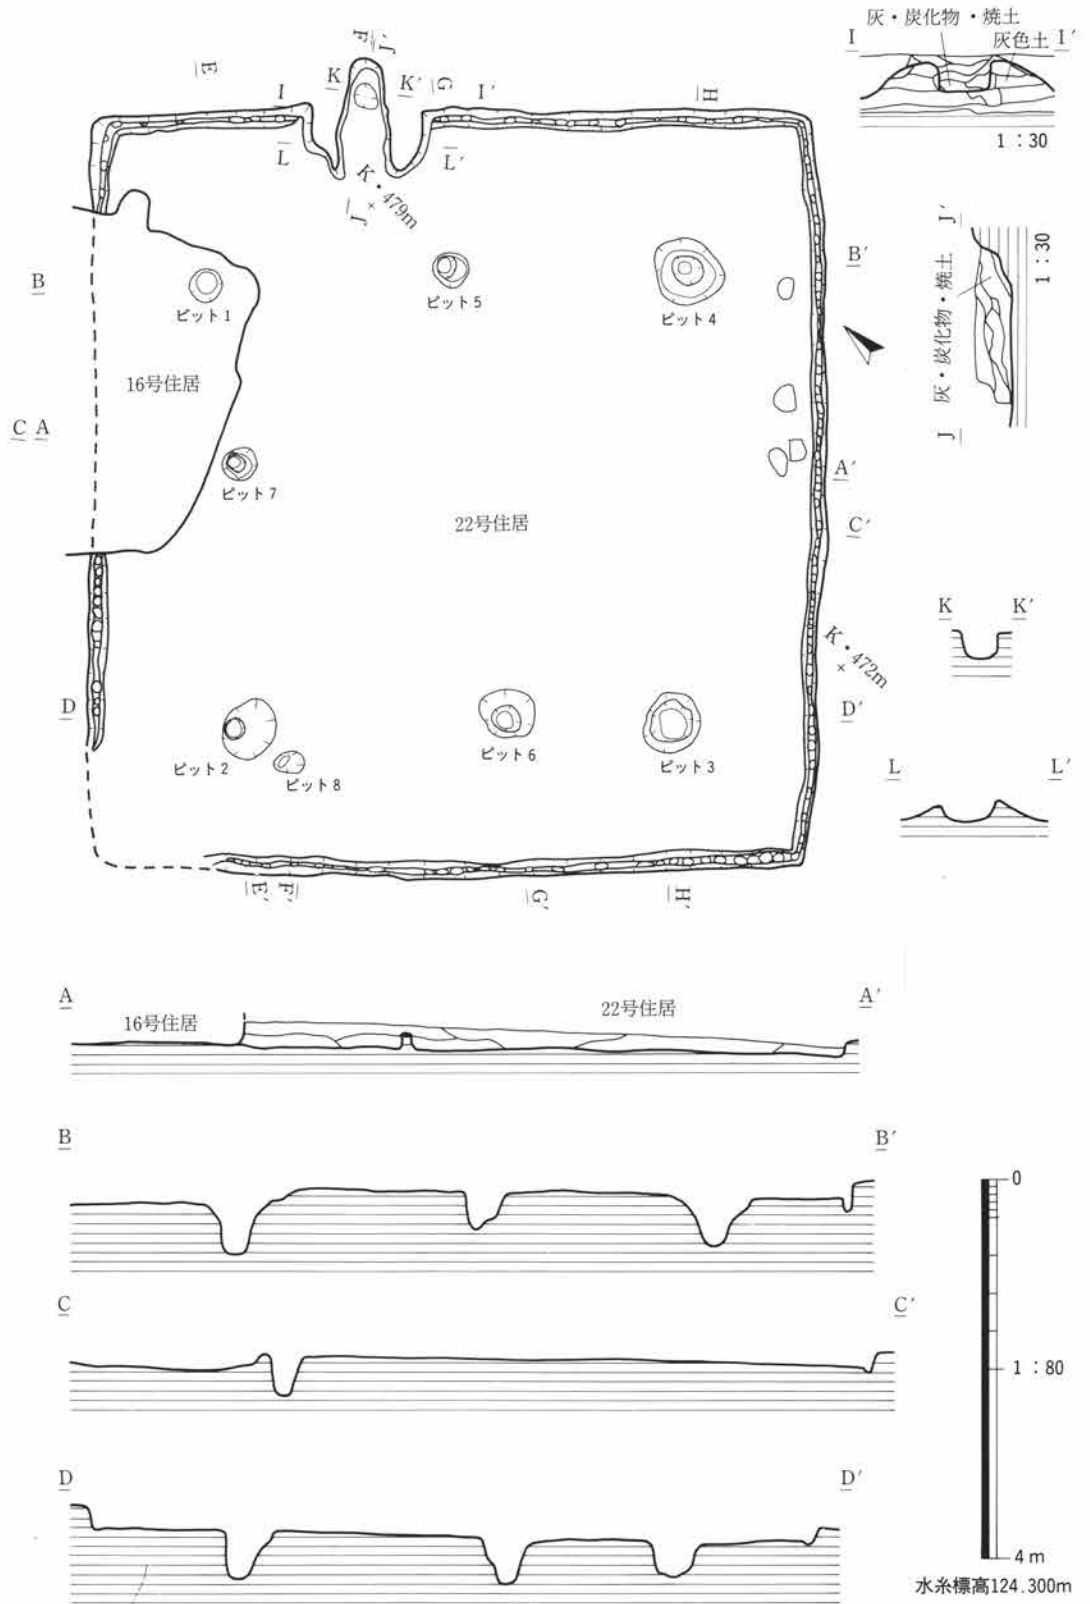 灰・炭化物・焼土
I 灰色土 I′
1：30
E F J′
I K K′ G I′ H
L L′
J K・479m
B B′
ピット1 ピット5 ピット4
16号住居
C A
ピット7
A′
22号住居
C′
J′
1：30
灰・炭化物・焼土
J
K K′
K・472m
D D′
ピット2 ピット6 ピット3
ピット8
L L′
E′ F′ G′ H′
A 16号住居 22号住居 A′
B B′
C C′
D D′
0
1：80
4m
水糸標高124.300m